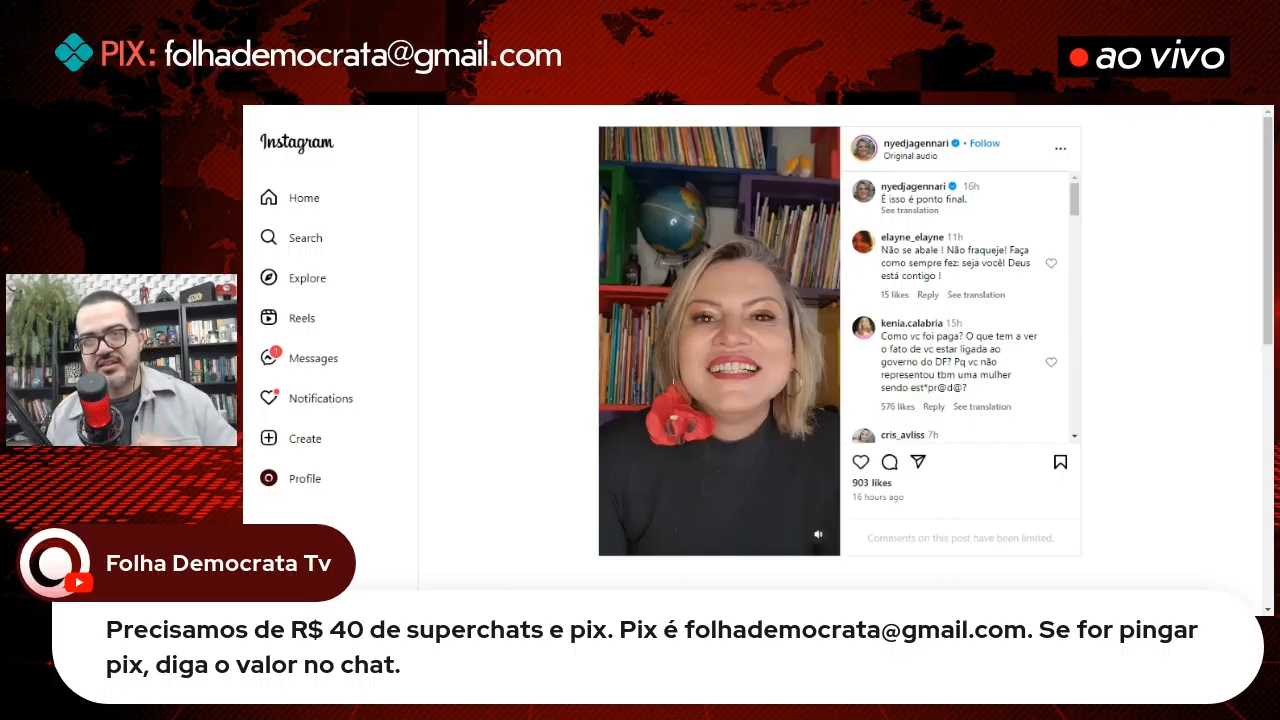 PIX: folhademocrata@gmail.com
ao vivo
Instagram
Home
Search
Explore
Reels
1
Messages
Notifications
Create
Profile
nyedjagennari • Follow
Original audio
nyedjagennari 16h
É isso é ponto final.
See translation
elayne_elayne 11h
Não se abale ! Não fraqueje! Faça
como sempre fez: seja você! Deus
está contigo !
15 likes Reply See translation
kenia.calabria 15h
Como vc foi paga? O que tem a ver
o fato de vc estar ligada ao
governo do DF? Pq vc não
representou tbm uma mulher
sendo est*pr@d@?
576 likes Reply See translation
cris_avliss 7h
903 likes
16 hours ago
Comments on this post have been limited.
Folha Democrata Tv
Precisamos de R$ 40 de superchats e pix. Pix é folhademocrata@gmail.com. Se for pingar
pix, diga o valor no chat.